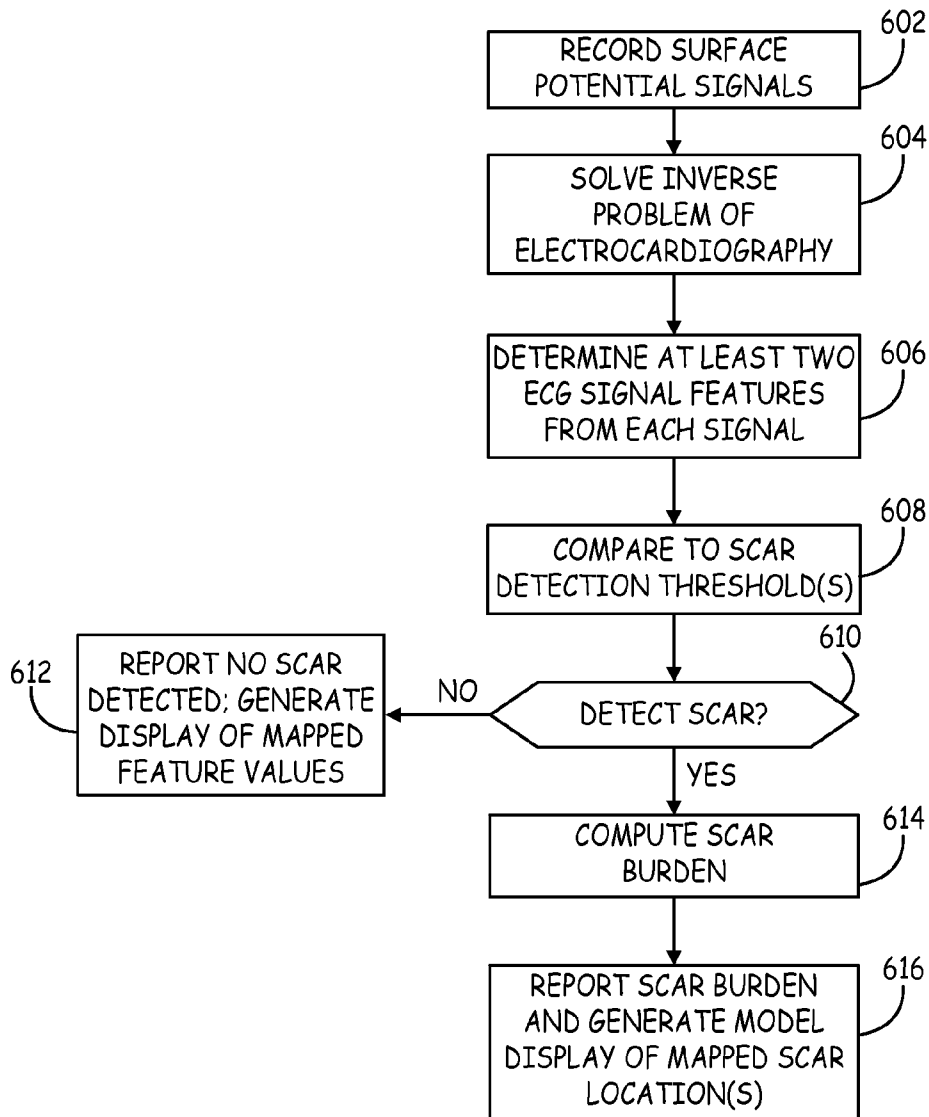 602
RECORD SURFACE
POTENTIAL SIGNALS
604
SOLVE INVERSE
PROBLEM OF
ELECTROCARDIOGRAPHY
606
DETERMINE AT LEAST TWO
ECG SIGNAL FEATURES
FROM EACH SIGNAL
608
COMPARE TO SCAR
DETECTION THRESHOLD(S)
610
DETECT SCAR?
NO
612
REPORT NO SCAR
DETECTED; GENERATE
DISPLAY OF MAPPED
FEATURE VALUES
YES
614
COMPUTE SCAR
BURDEN
616
REPORT SCAR BURDEN
AND GENERATE MODEL
DISPLAY OF MAPPED SCAR
LOCATION(S)